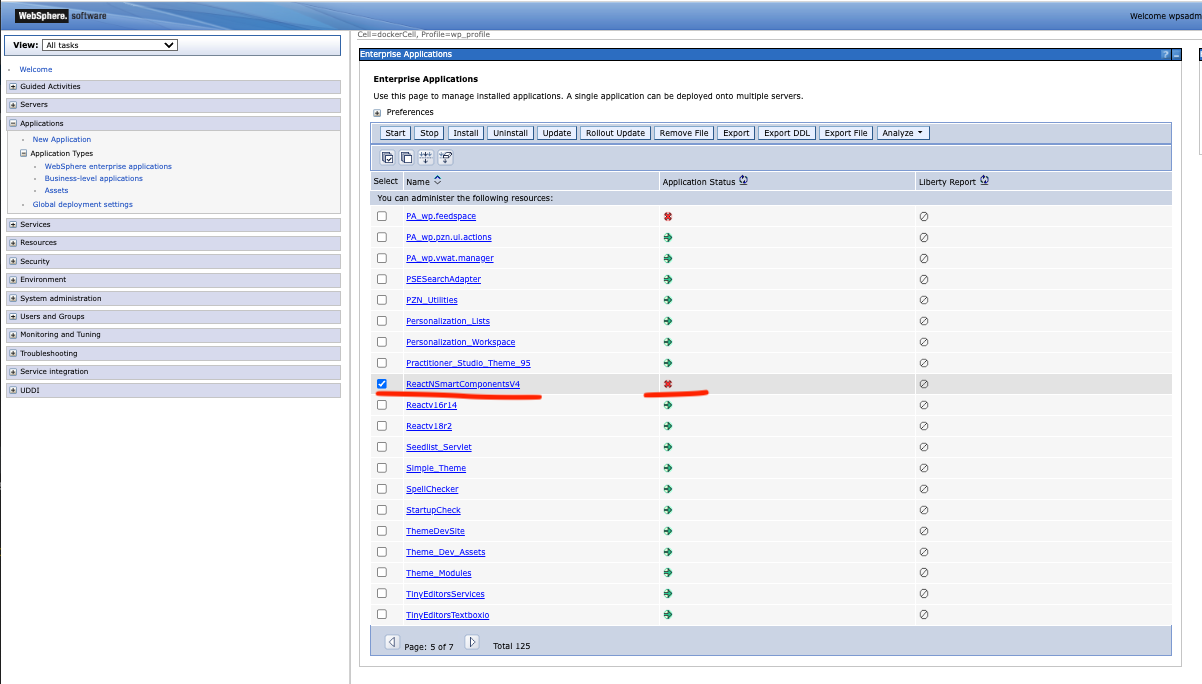 WebSphere. software
Welcome wpsadm
View: All tasks
Cell=dockerCell, Profile=wp_profile
Welcome
Guided Activities
Servers
Applications
New Application
Application Types
WebSphere enterprise applications
Business-level applications
Assets
Global deployment settings
Services
Resources
Security
Environment
System administration
Users and Groups
Monitoring and Tuning
Troubleshooting
Service integration
UDDI
Enterprise Applications
Enterprise Applications
Use this page to manage installed applications. A single application can be deployed onto multiple servers.
Preferences
Start Stop Install Uninstall Update Rollout Update Remove File Export Export DDL Export File Analyze
Select Name Application Status Liberty Report
You can administer the following resources:
PA_wp.feedspace
PA_wp.pzn.ui.actions
PA_wp.vwat.manager
PSESearchAdapter
PZN_Utilities
Personalization_Lists
Personalization_Workspace
Practitioner_Studio_Theme_95
ReactNSmartComponentsV4
Reactv16r14
Reactv18r2
Seedlist_Servlet
Simple_Theme
SpellChecker
StartupCheck
ThemeDevSite
Theme_Dev_Assets
Theme_Modules
TinyEditorsServices
TinyEditorsTextboxio
Page: 5 of 7 Total 125